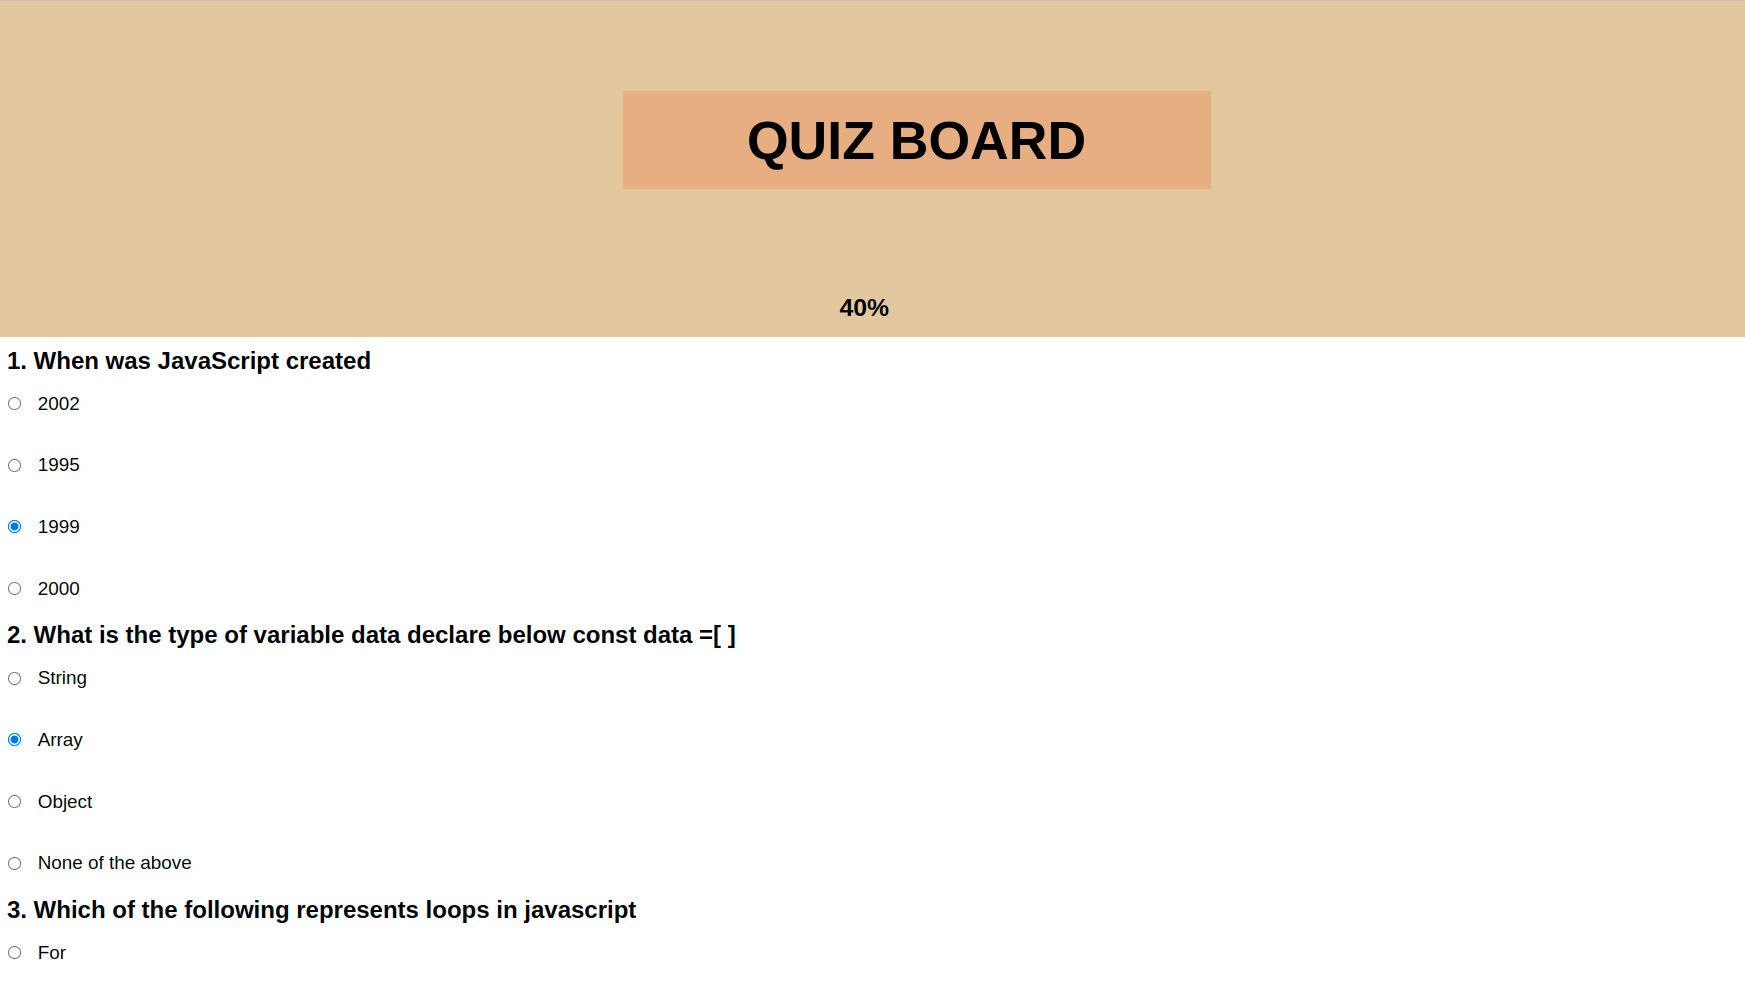 QUIZ BOARD
40%
1. When was JavaScript created
2002
1995
1999
2000
2. What is the type of variable data declare below const data =[ ]
String
Array
Object
None of the above
3. Which of the following represents loops in javascript
For